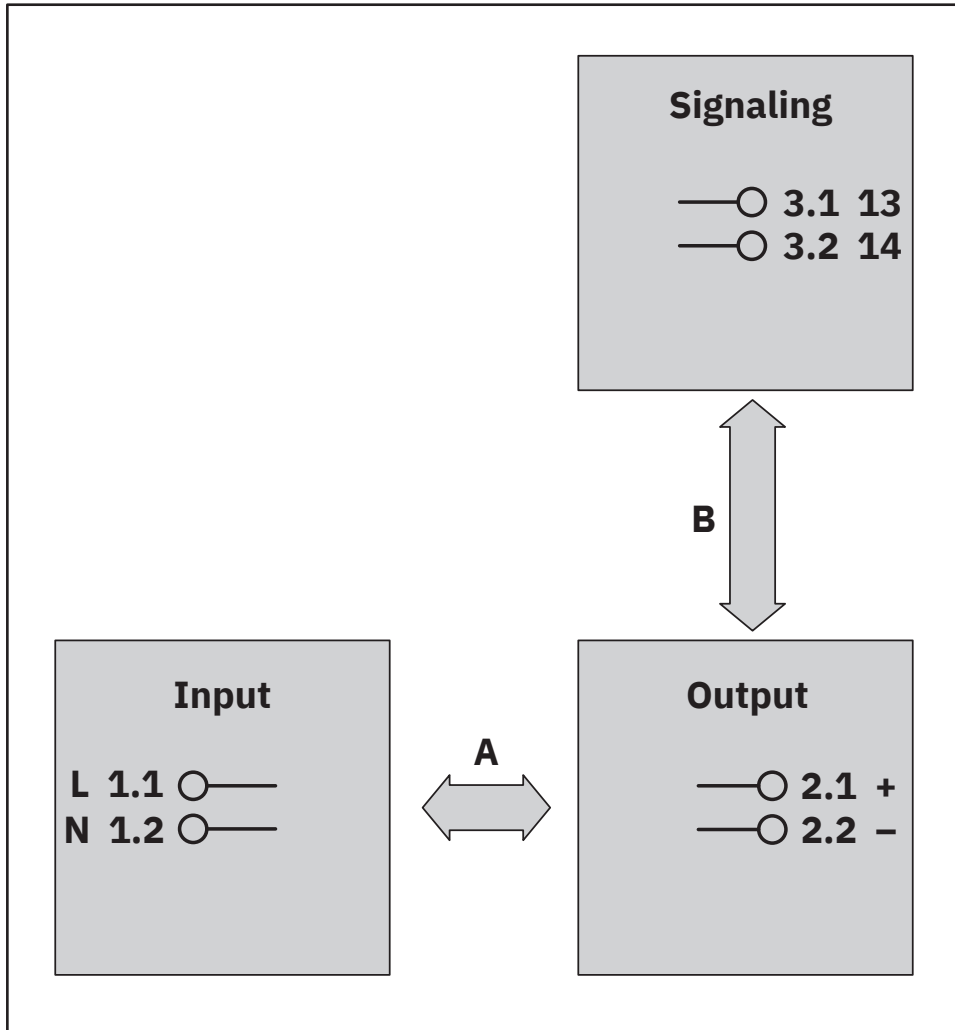 Signaling
3.1 13
3.2 14
B
Input
L 1.1
N 1.2
A
Output
2.1 +
2.2 –